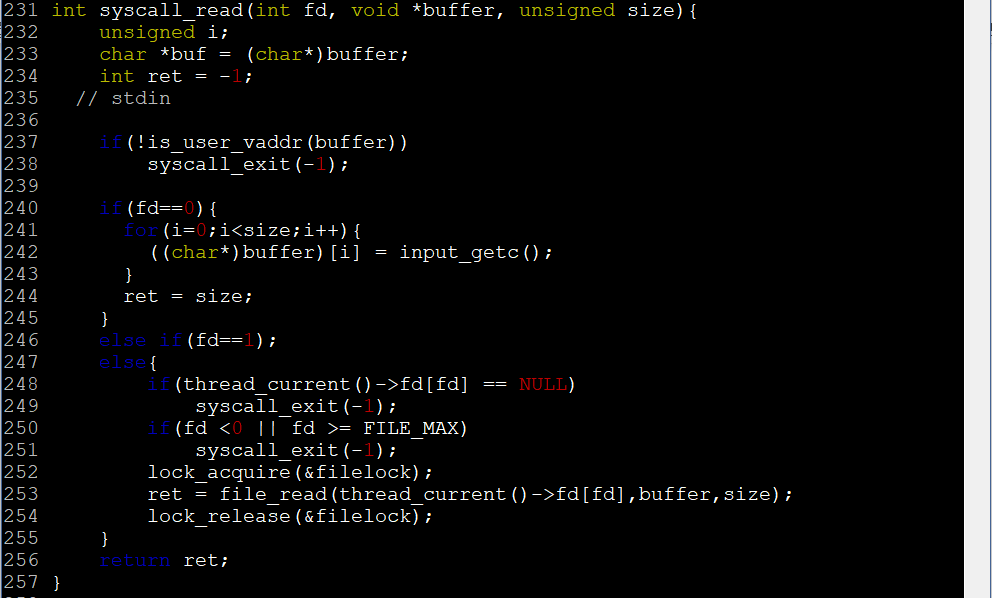 231 int syscall_read(int fd, void *buffer, unsigned size){
232     unsigned i;
233     char *buf = (char*)buffer;
234     int ret = -1;
235   // stdin
236
237     if(!is_user_vaddr(buffer))
238         syscall_exit(-1);
239
240     if(fd==0){
241       for(i=0;i<size;i++){
242         ((char*)buffer)[i] = input_getc();
243       }
244       ret = size;
245     }
246     else if(fd==1);
247     else{
248         if(thread_current()->fd[fd] == NULL)
249             syscall_exit(-1);
250         if(fd <0 || fd >= FILE_MAX)
251             syscall_exit(-1);
252         lock_acquire(&filelock);
253         ret = file_read(thread_current()->fd[fd],buffer,size);
254         lock_release(&filelock);
255     }
256     return ret;
257 }